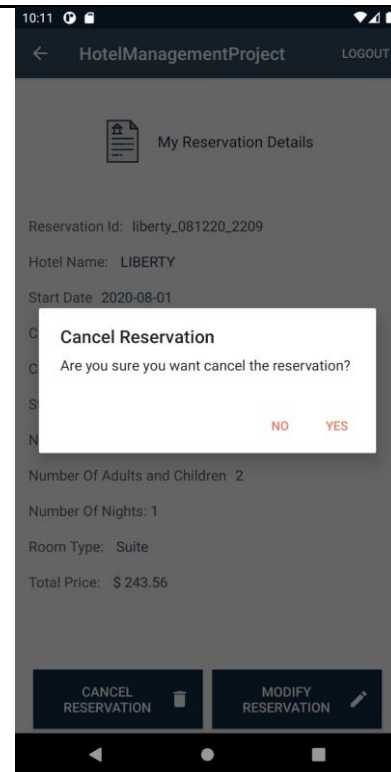 10:11
HotelManagementProject LOGOUT
My Reservation Details
Reservation Id: liberty_081220_2209
Hotel Name: LIBERTY
Start Date 2020-08-01
C
Cancel Reservation
C
Are you sure you want cancel the reservation?
S
NO YES
N
Number Of Adults and Children 2
Number Of Nights: 1
Room Type: Suite
Total Price: $ 243.56
CANCEL
RESERVATION
MODIFY
RESERVATION